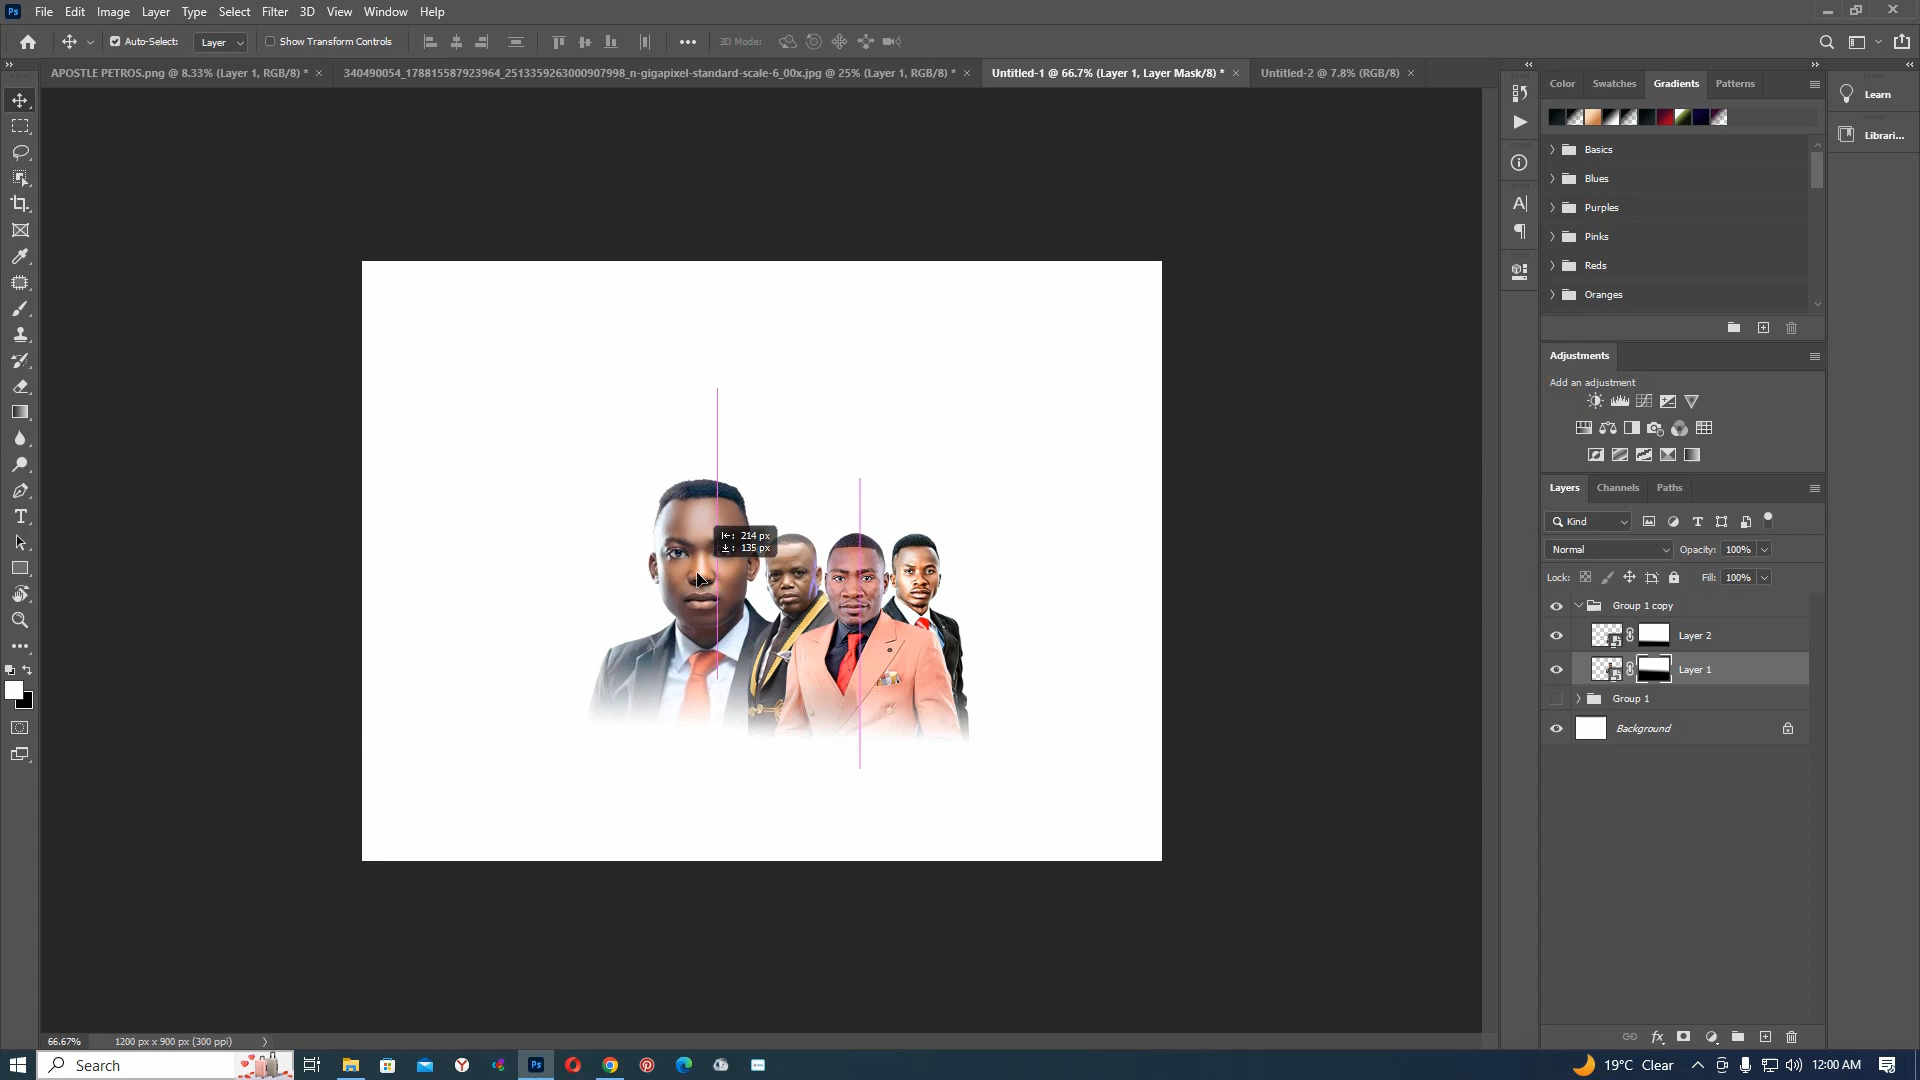 Ps File Edit Image Layer Type Select Filter 3D View Window Help
Auto-Select: Layer Show Transform Controls 3D Mode:
APOSTLE PETROS.png @ 8.33% (Layer 1, RGB/8) *
340490054_178815587923964_2513359263000907998_n-gigapixel-standard-scale-6_00x.jpg @ 25% (Layer 1, RGB/8) *
Untitled-1 @ 66.7% (Layer 1, Layer Mask/8) *
Untitled-2 @ 7.8% (RGB/8)
Color Swatches Gradients Patterns
Learn
Librari...
Basics
Blues
Purples
Pinks
Reds
Oranges
Adjustments
Add an adjustment
Layers Channels Paths
Kind
Normal Opacity: 100%
Lock: Fill: 100%
Group 1 copy
Layer 2
Layer 1
Group 1
Background
214 px
135 px
66.67% 1200 px x 900 px (300 ppi)
Search
19°C Clear
12:00 AM